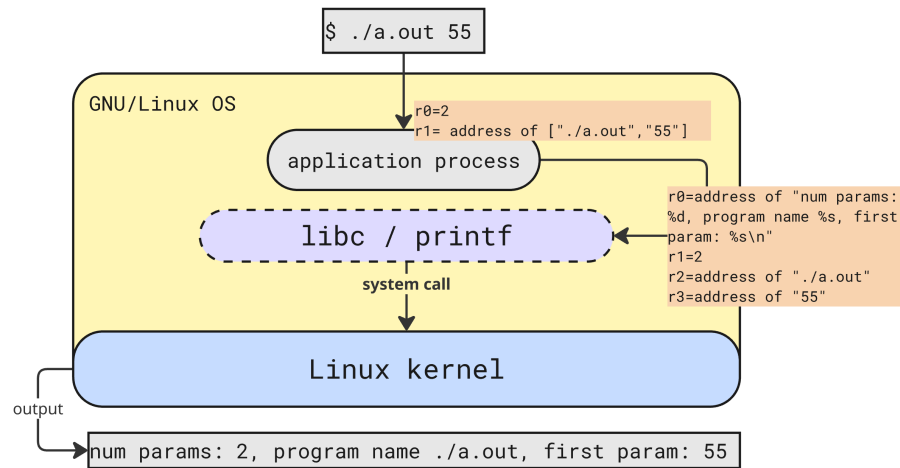 $ ./a.out 55
GNU/Linux OS
r0=2
r1= address of ["./a.out","55"]
application process
r0=address of "num params:
%d, program name %s, first
param: %s\n"
r1=2
r2=address of "./a.out"
r3=address of "55"
libc / printf
system call
Linux kernel
output
num params: 2, program name ./a.out, first param: 55